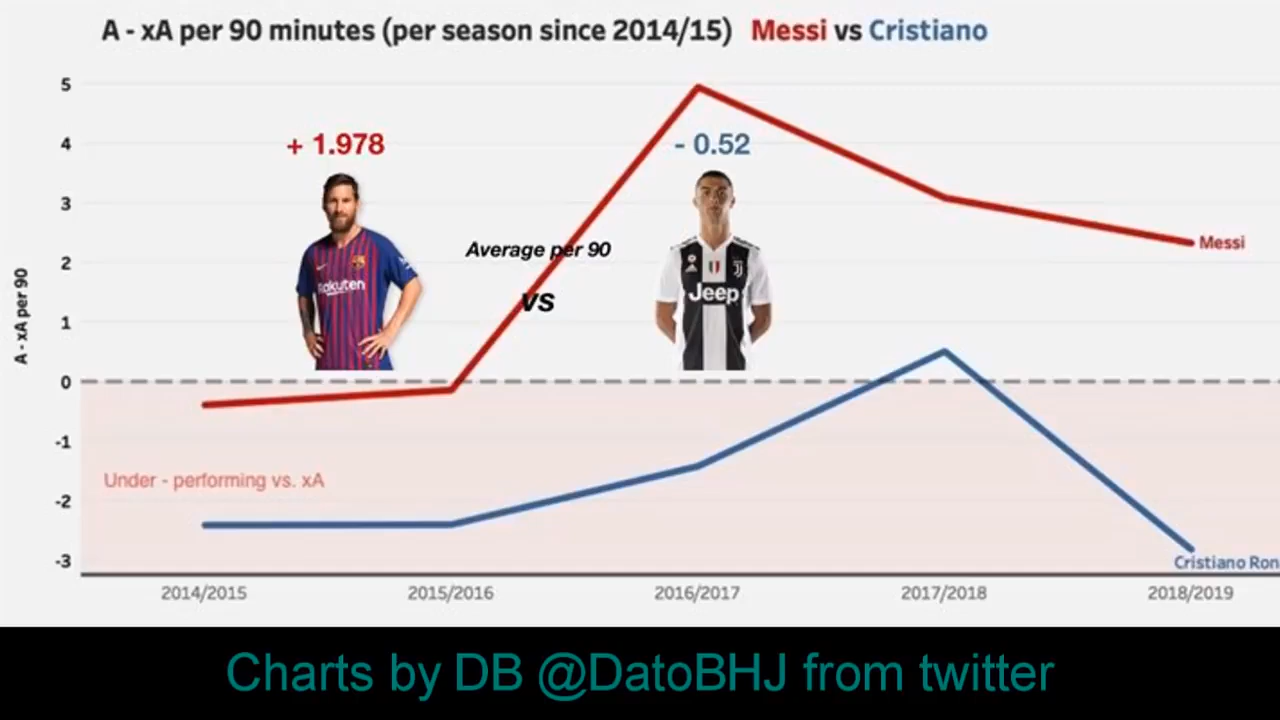 A - xA per 90 minutes (per season since 2014/15) Messi vs Cristiano
5
+ 1.978
- 0.52
4
3
Average per 90
Messi
2
Rakuten
Jeep
vs
1
A - xA per 90
0
-1
Under - performing vs. xA
-2
-3
Cristiano Ron
2014/2015 2015/2016 2016/2017 2017/2018 2018/2019
Charts by DB @DatoBHJ from twitter